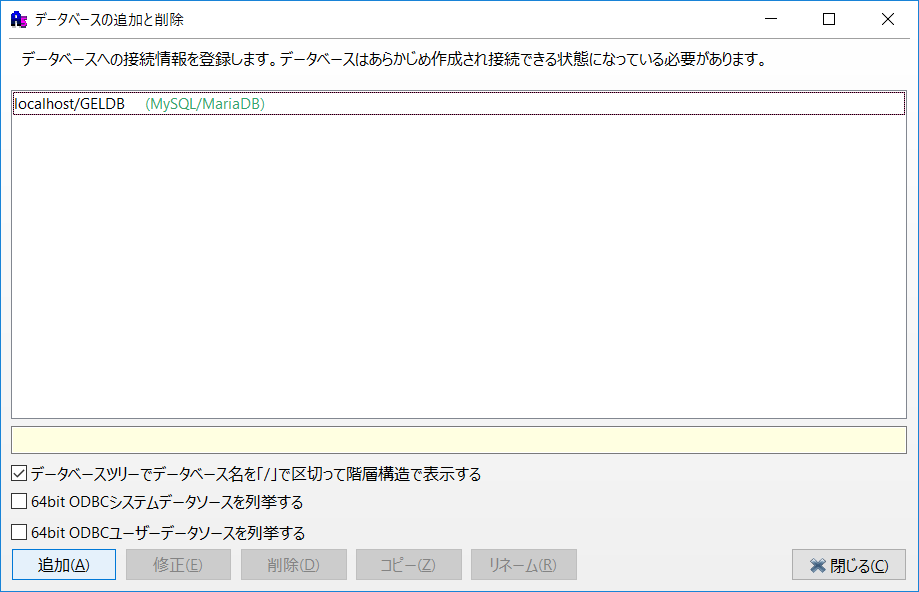 データベースの追加と削除
データベースへの接続情報を登録します。データベースはあらかじめ作成され接続できる状態になっている必要があります。
localhost/GELDB (MySQL/MariaDB)
データベースツリーでデータベース名を「/」で区切って階層構造で表示する
64bit ODBCシステムデータソースを列挙する
64bit ODBCユーザーデータソースを列挙する
追加(A) 修正(E) 削除(D) コピー(Z) リネーム(R) 閉じる(C)